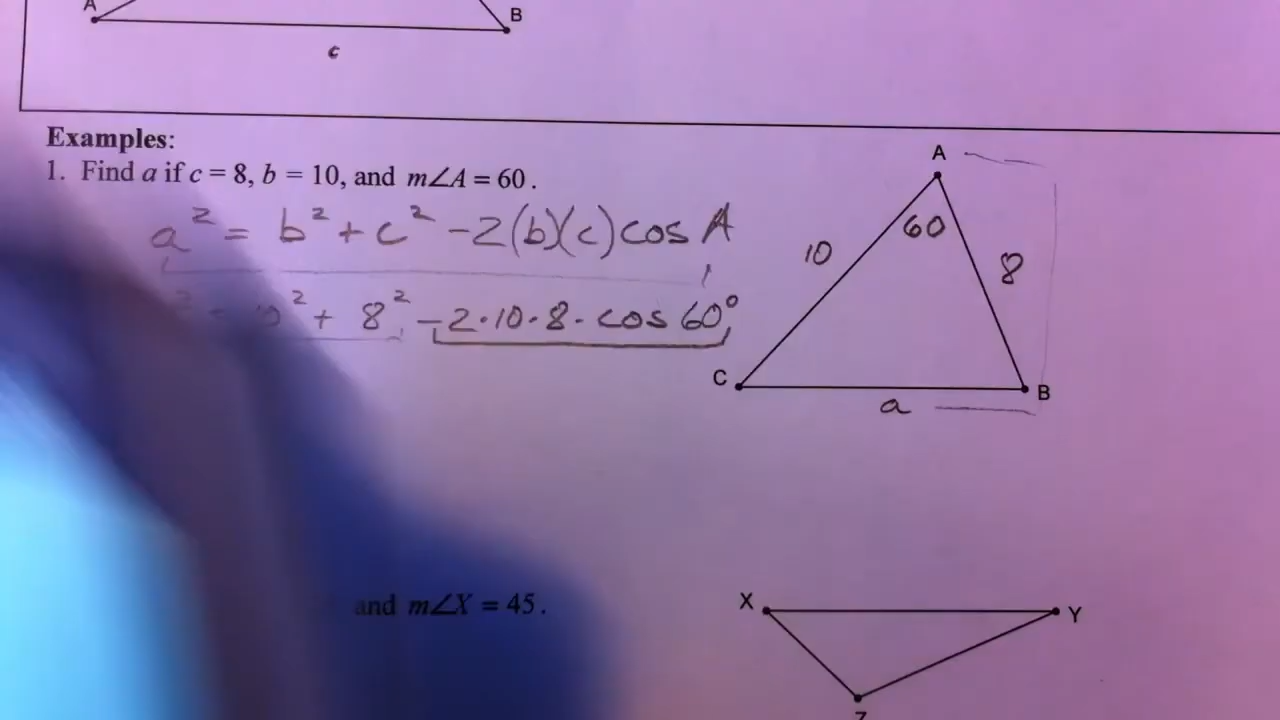 A
B
c
Examples:
1. Find a if c = 8, b = 10, and m∠A = 60.
a² = b² + c² -2(b)(c)cos A
² + 8² -2·10·8· cos 60°
A
60
10
8
C
B
a
and m∠X = 45.
X
Y
Z